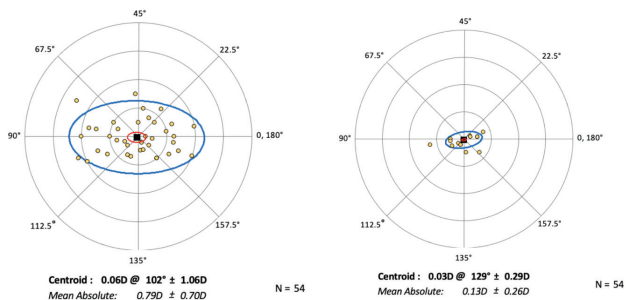 45°
67.5°
22.5°
90°
0, 180°
112.5°
157.5°
135°
Centroid : 0.06D @ 102° ± 1.06D
Mean Absolute: 0.79D ± 0.70D
N = 54
45°
67.5°
22.5°
90°
0, 180°
112.5°
157.5°
135°
Centroid : 0.03D @ 129° ± 0.29D
Mean Absolute: 0.13D ± 0.26D
N = 54